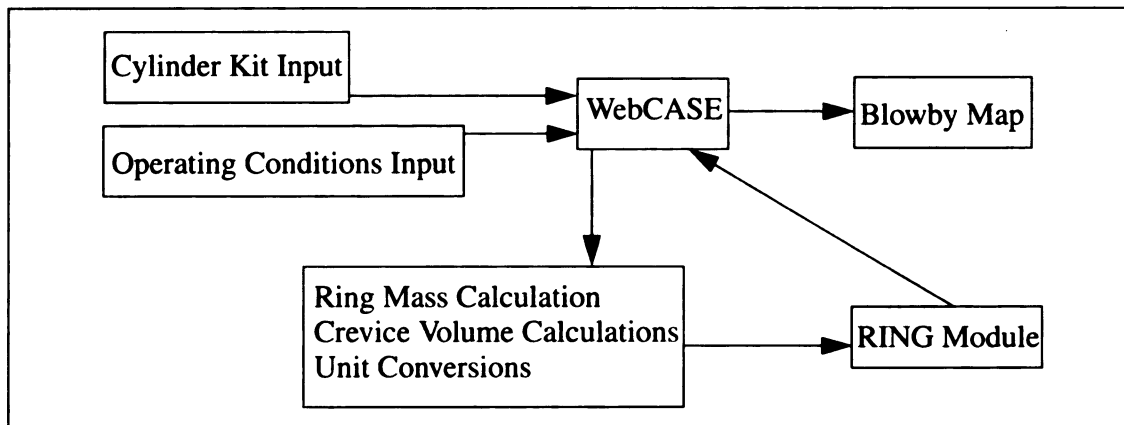 Cylinder Kit Input
Operating Conditions Input
WebCASE
Blowby Map
Ring Mass Calculation
Crevice Volume Calculations
Unit Conversions
RING Module